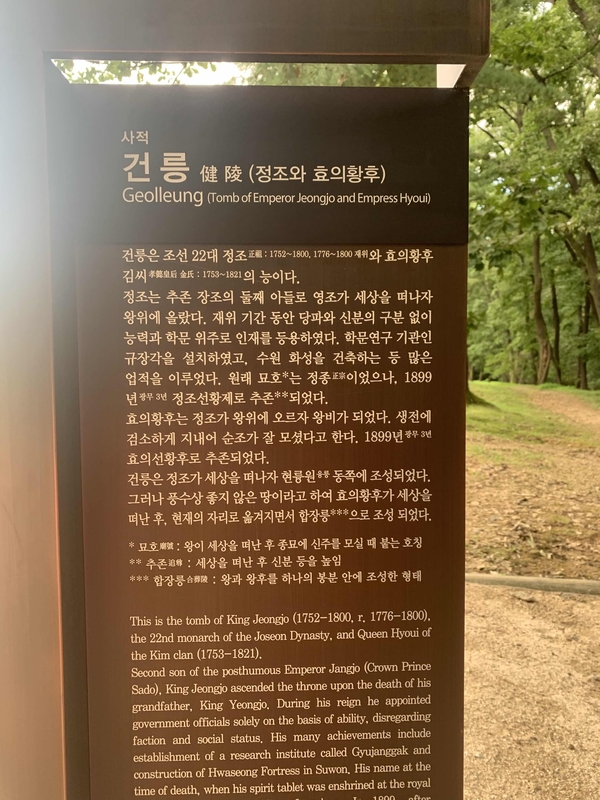 사적
건릉 健陵 (정조와 효의황후)
Geolleung (Tomb of Emperor Jeongjo and Empress Hyoui)
건릉은 조선 22대 정조正祖 : 1752~1800, 1776~1800 재위와 효의황후
김씨孝懿皇后 金氏 : 1753~1821의 능이다.
정조는 추존 장조의 둘째 아들로 영조가 세상을 떠나자
왕위에 올랐다. 재위 기간 동안 당파와 신분의 구분 없이
능력과 학문 위주로 인재를 등용하였다. 학문연구 기관인
규장각을 설치하였고, 수원 화성을 건축하는 등 많은
업적을 이루었다. 원래 묘호*는 정종正宗이었으나, 1899
년광무 3년 정조선황제로 추존**되었다.
효의황후는 정조가 왕위에 오르자 왕비가 되었다. 생전에
검소하게 지내어 순조가 잘 모셨다고 한다. 1899년광무 3년
효의선황후로 추존되었다.
건릉은 정조가 세상을 떠나자 현륭원융릉 동쪽에 조성되었다.
그러나 풍수상 좋지 않은 땅이라고 하여 효의황후가 세상을
떠난 후, 현재의 자리로 옮겨지면서 합장릉***으로 조성 되었다.
* 묘호廟號 : 왕이 세상을 떠난 후 종묘에 신주를 모실 때 붙는 호칭
** 추존追尊 : 세상을 떠난 후 신분 등을 높임
*** 합장릉合葬陵 : 왕과 왕후를 하나의 봉분 안에 조성한 형태
This is the tomb of King Jeongjo (1752-1800, r. 1776-1800),
the 22nd monarch of the Joseon Dynasty, and Queen Hyoui of
the Kim clan (1753-1821).
Second son of the posthumous Emperor Jangjo (Crown Prince
Sado), King Jeongjo ascended the throne upon the death of his
grandfather, King Yeongjo. During his reign he appointed
government officials solely on the basis of ability, disregarding
faction and social status. His many achievements include
establishment of a research institute called Gyujanggak and
construction of Hwaseong Fortress in Suwon. His name at the
time of death, when his spirit tablet was enshrined at the royal
1899, after